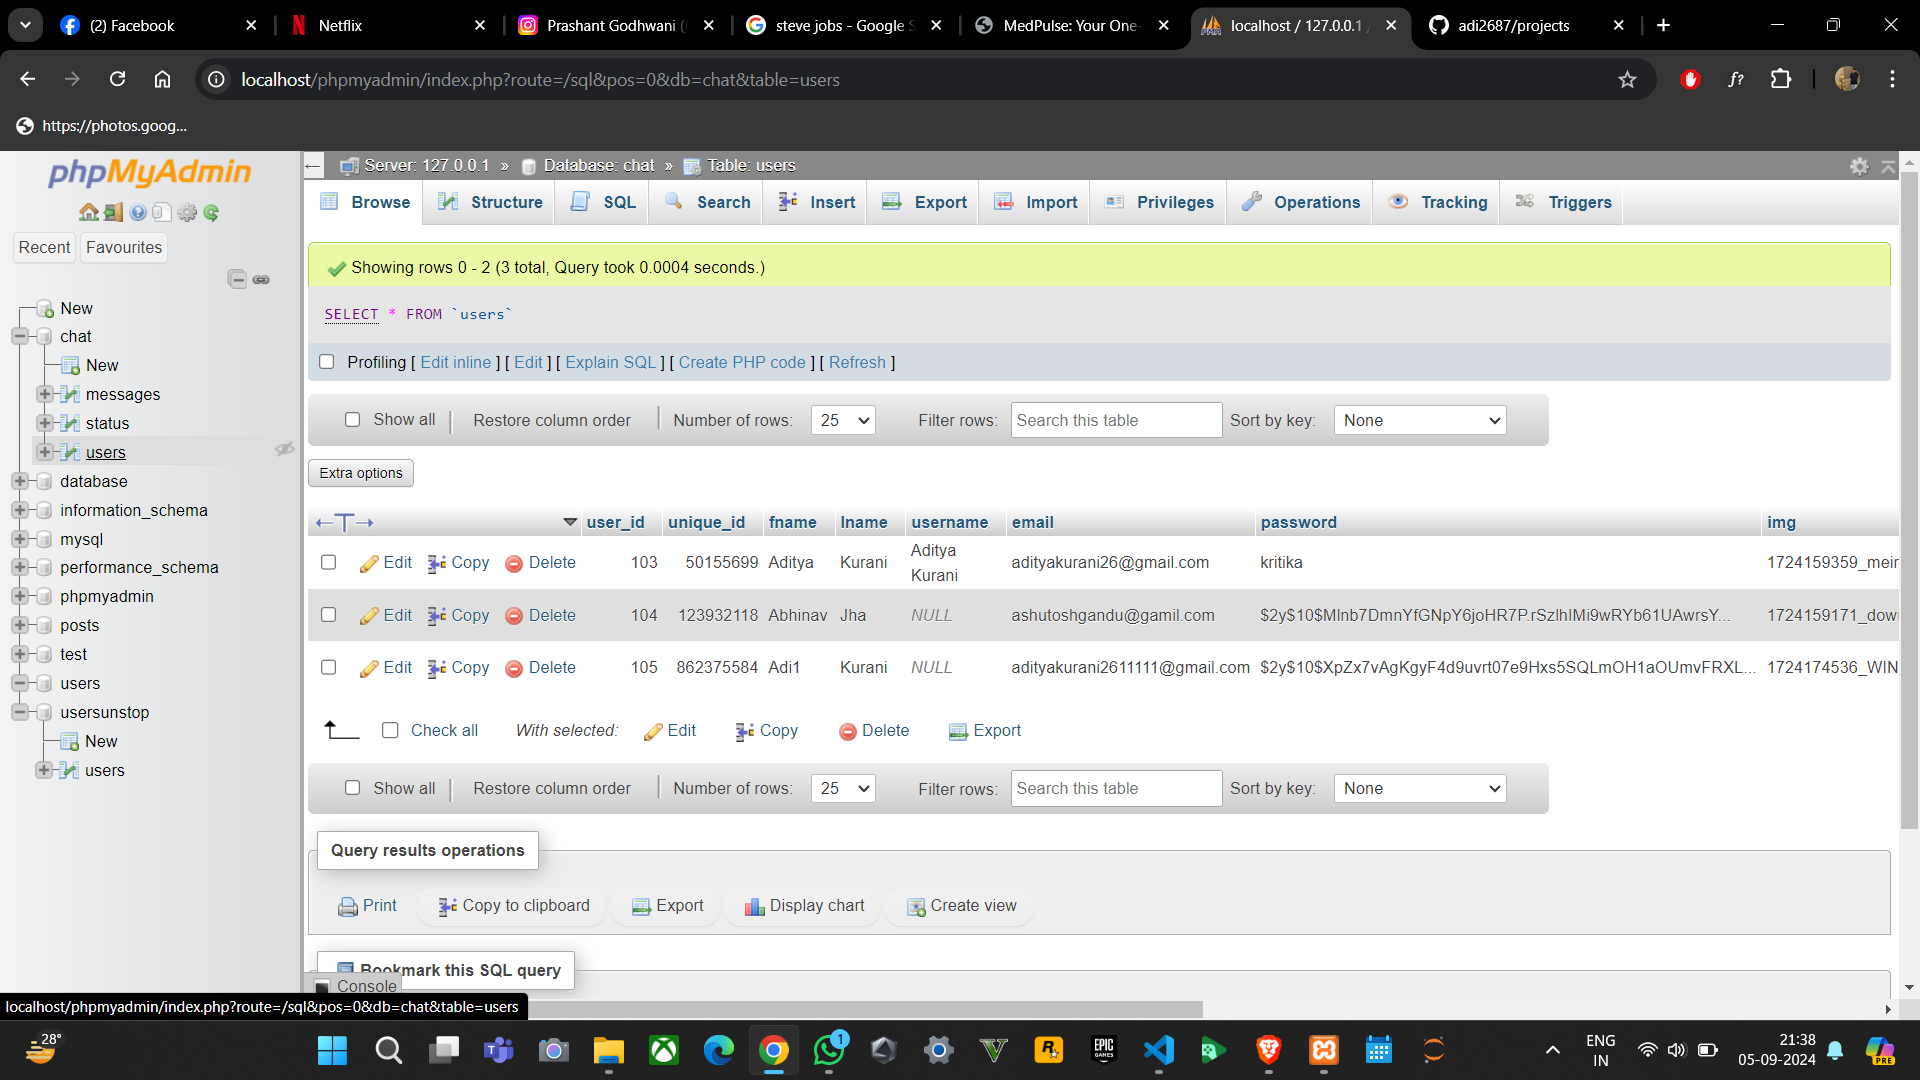 (2) Facebook
Netflix
Prashant Godhwani (
steve jobs - Google S
MedPulse: Your One-
localhost / 127.0.0.1 /
adi2687/projects
localhost/phpmyadmin/index.php?route=/sql&pos=0&db=chat&table=users
f?
https://photos.goog...
phpMyAdmin
Recent Favourites
New
chat
New
messages
status
users
database
information_schema
mysql
performance_schema
phpmyadmin
posts
test
users
usersunstop
New
users
Server: 127.0.0.1 » Database: chat » Table: users
Browse Structure SQL Search Insert Export Import Privileges Operations Tracking Triggers
Showing rows 0 - 2 (3 total, Query took 0.0004 seconds.)
SELECT * FROM `users`
Profiling [ Edit inline ] [ Edit ] [ Explain SQL ] [ Create PHP code ] [ Refresh ]
Show all Restore column order Number of rows: 25 Filter rows: Search this table Sort by key: None
Extra options
user_id unique_id fname lname username email password img
Edit Copy Delete 103 50155699 Aditya Kurani Aditya Kurani adityakurani26@gmail.com kritika 1724159359_meir
Edit Copy Delete 104 123932118 Abhinav Jha NULL ashutoshgandu@gamil.com $2y$10$MInb7DmnYfGNpY6joHR7P.rSzIhIMi9wRYb61UAwrsY... 1724159171_dow
Edit Copy Delete 105 862375584 Adi1 Kurani NULL adityakurani2611111@gmail.com $2y$10$XpZx7vAgKgyF4d9uvrt07e9Hxs5SQLmOH1aOUmvFRXL... 1724174536_WIN
Check all With selected: Edit Copy Delete Export
Show all Restore column order Number of rows: 25 Filter rows: Search this table Sort by key: None
Query results operations
Print Copy to clipboard Export Display chart Create view
Bookmark this SQL query
Console
localhost/phpmyadmin/index.php?route=/sql&pos=0&db=chat&table=users
28°
1
EPIC GAMES
ENG
IN
21:38
05-09-2024
PRE